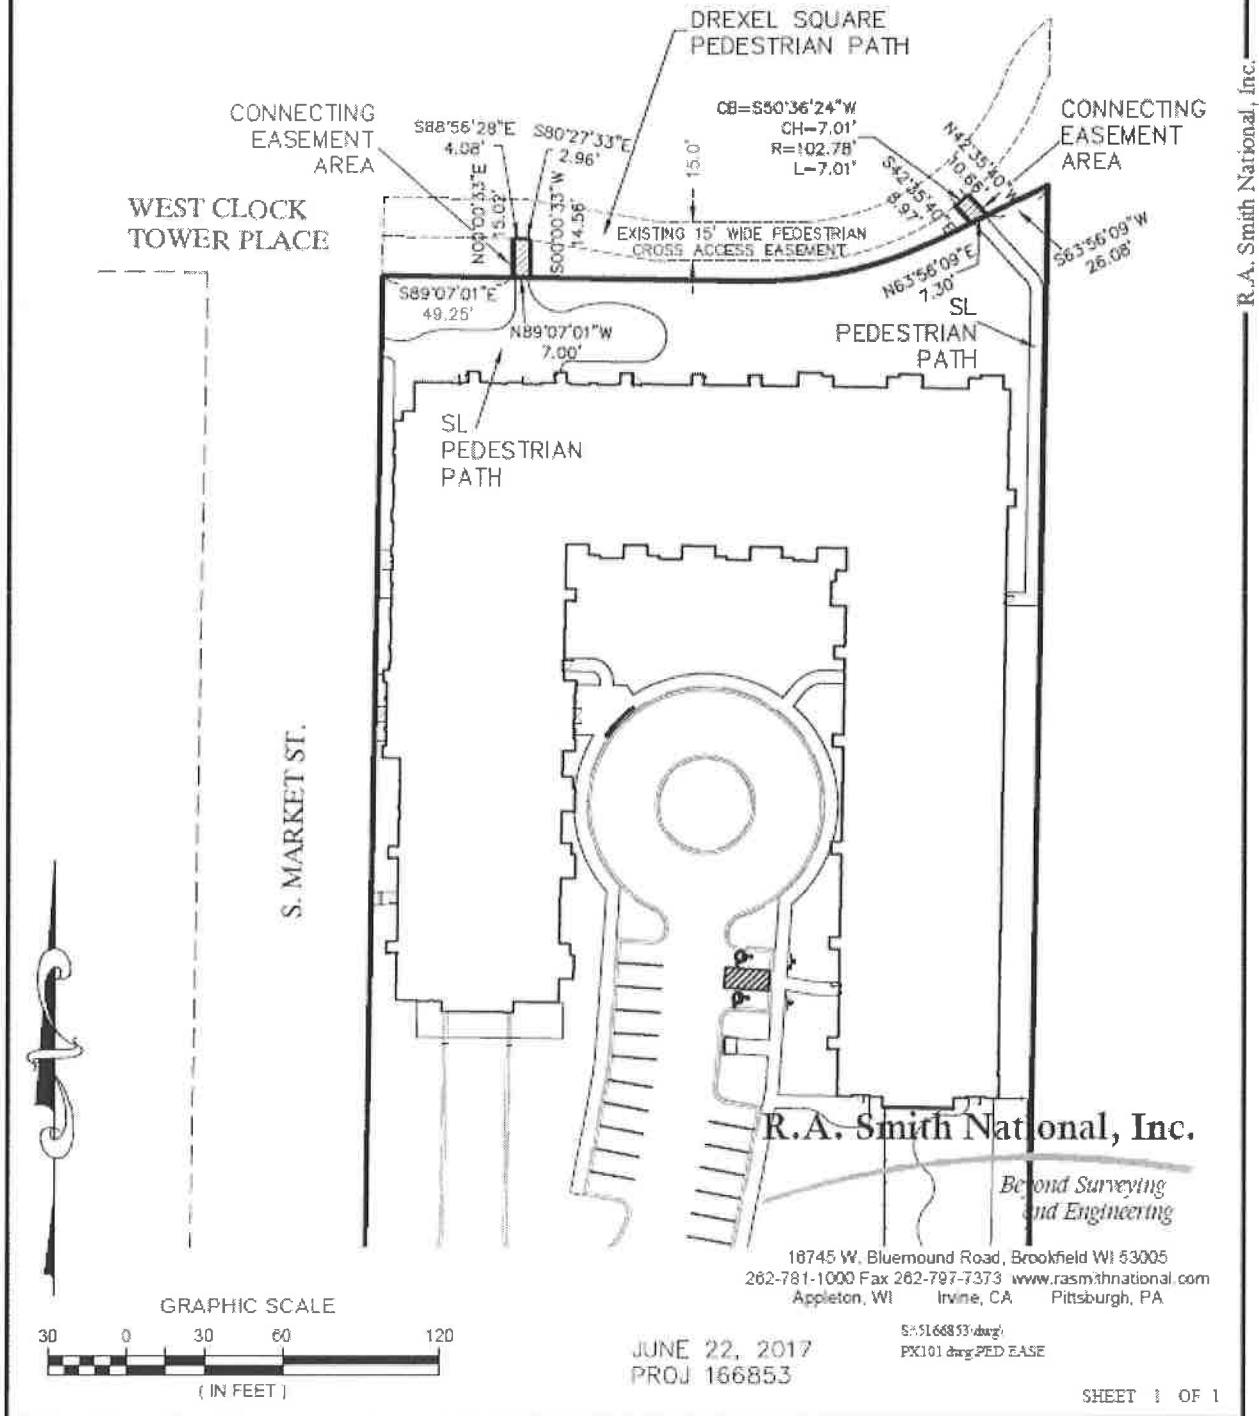 DREXEL SQUARE
PEDESTRIAN PATH
R.A. Smith National, Inc.
CONNECTING
EASEMENT
AREA
S88°56'28"E
4.08'
S80°27'33"E
2.96'
N00°00'33"E
15.02'
S00°00'33"W
14.56'
15.0'
CB=S50°36'24"W
CH=7.01'
R=102.78'
L=7.01'
N42°35'40"W
10.66'
S42°35'40"E
8.97'
CONNECTING
EASEMENT
AREA
WEST CLOCK
TOWER PLACE
EXISTING 15' WIDE PEDESTRIAN
CROSS ACCESS EASEMENT
S63°56'09"W
26.08'
N63°56'09"E
7.30'
S89°07'01"E
49.25'
N89°07'01"W
7.00'
SL
PEDESTRIAN
PATH
SL
PEDESTRIAN
PATH
S. MARKET ST.
R.A. Smith National, Inc.
Beyond Surveying
and Engineering
16745 W. Bluemound Road, Brookfield WI 53005
262-781-1000 Fax 262-797-7373 www.rasmithnational.com
Appleton, WI Irvine, CA Pittsburgh, PA
GRAPHIC SCALE
30 0 30 60 120
( IN FEET )
JUNE 22, 2017
PROJ 166853
S:\5166853\dwg\
PX101.dwg\PED EASE
SHEET 1 OF 1